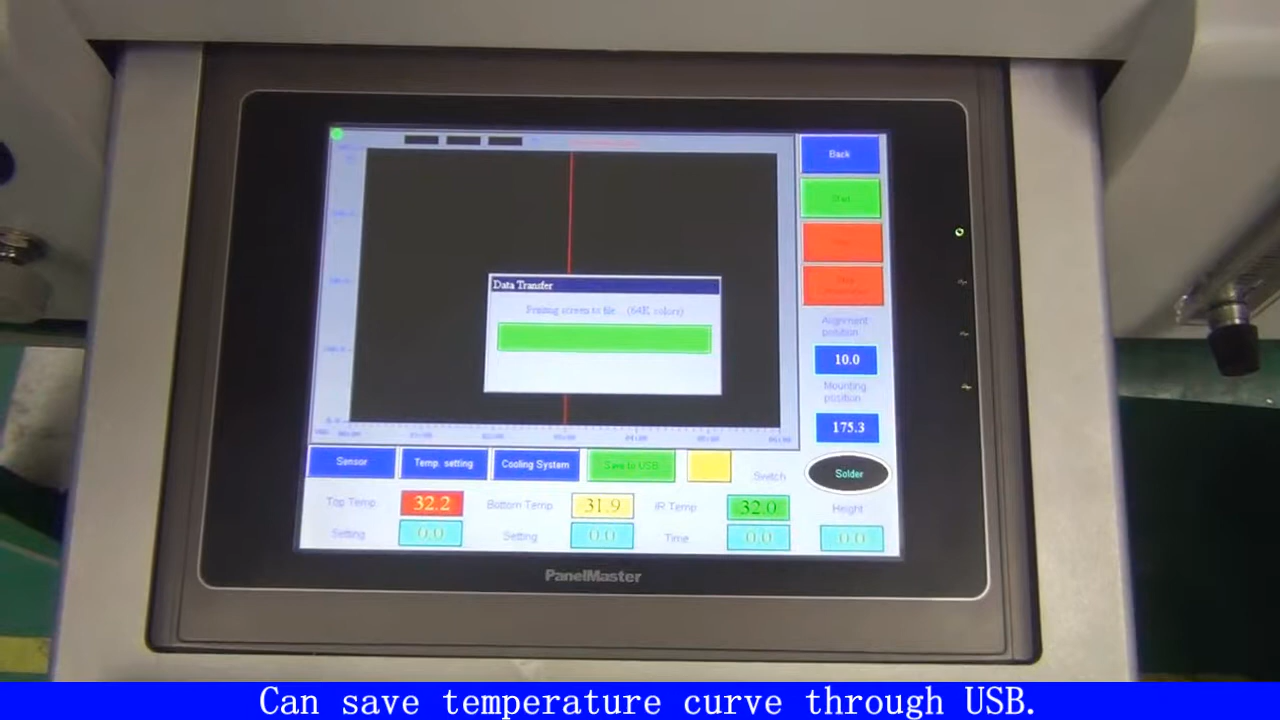 Back
Start
Data Transfer
Printing screen to file... (64K colors)
Alignment
position
10.0
Mounting
position
175.3
Sensor
Temp. setting
Cooling System
Save to USB
Switch
Solder
Top Temp
32.2
Bottom Temp
31.9
IR Temp
32.0
Height
Setting
0.0
Setting
0.0
Time
0.0
0.0
PanelMaster
Can save temperature curve through USB.